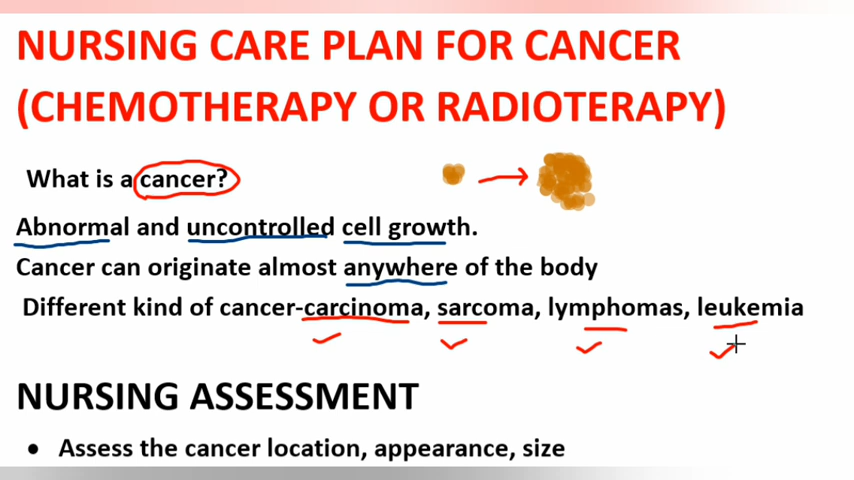 NURSING CARE PLAN FOR CANCER
(CHEMOTHERAPY OR RADIOTERAPY)
What is a cancer?
Abnormal and uncontrolled cell growth.
Cancer can originate almost anywhere of the body
Different kind of cancer-carcinoma, sarcoma, lymphomas, leukemia
NURSING ASSESSMENT
• Assess the cancer location, appearance, size